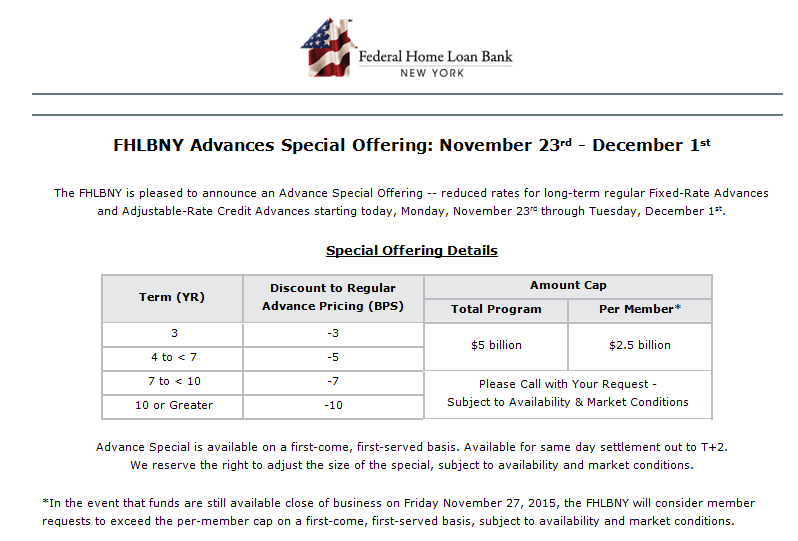 Federal Home Loan Bank
NEW YORK
FHLBNY Advances Special Offering: November 23rd - December 1st
The FHLBNY is pleased to announce an Advance Special Offering -- reduced rates for long-term regular Fixed-Rate Advances
and Adjustable-Rate Credit Advances starting today, Monday, November 23rd through Tuesday, December 1st.
Special Offering Details
Term (YR)
Discount to Regular
Advance Pricing (BPS)
Amount Cap
Total Program
Per Member*
3
-3
$5 billion
$2.5 billion
4 to < 7
-5
7 to < 10
-7
Please Call with Your Request -
Subject to Availability & Market Conditions
10 or Greater
-10
Advance Special is available on a first-come, first-served basis. Available for same day settlement out to T+2.
We reserve the right to adjust the size of the special, subject to availability and market conditions.
*In the event that funds are still available close of business on Friday November 27, 2015, the FHLBNY will consider member
requests to exceed the per-member cap on a first-come, first-served basis, subject to availability and market conditions.